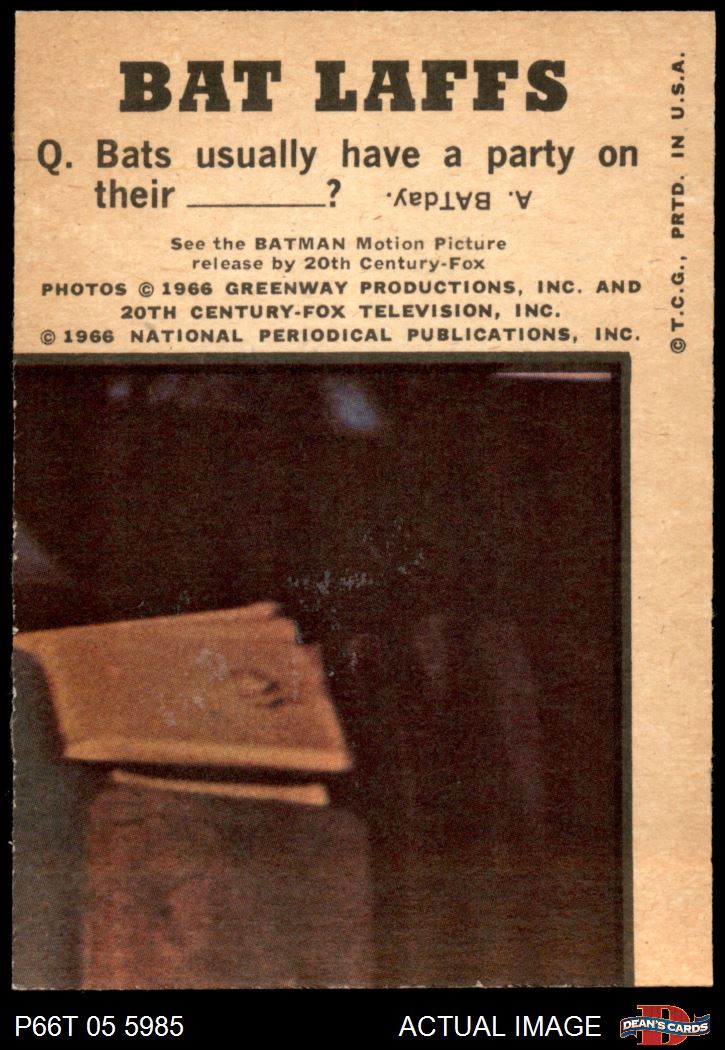 BAT LAFFS
Q. Bats usually have a party on
their ________? A. BATday.
See the BATMAN Motion Picture
release by 20th Century-Fox
PHOTOS © 1966 GREENWAY PRODUCTIONS, INC. AND
20TH CENTURY-FOX TELEVISION, INC.
© 1966 NATIONAL PERIODICAL PUBLICATIONS, INC.
© T.C.G., PRTD. IN U.S.A.
P66T 05 5985
ACTUAL IMAGE
D
DEAN'S CARDS